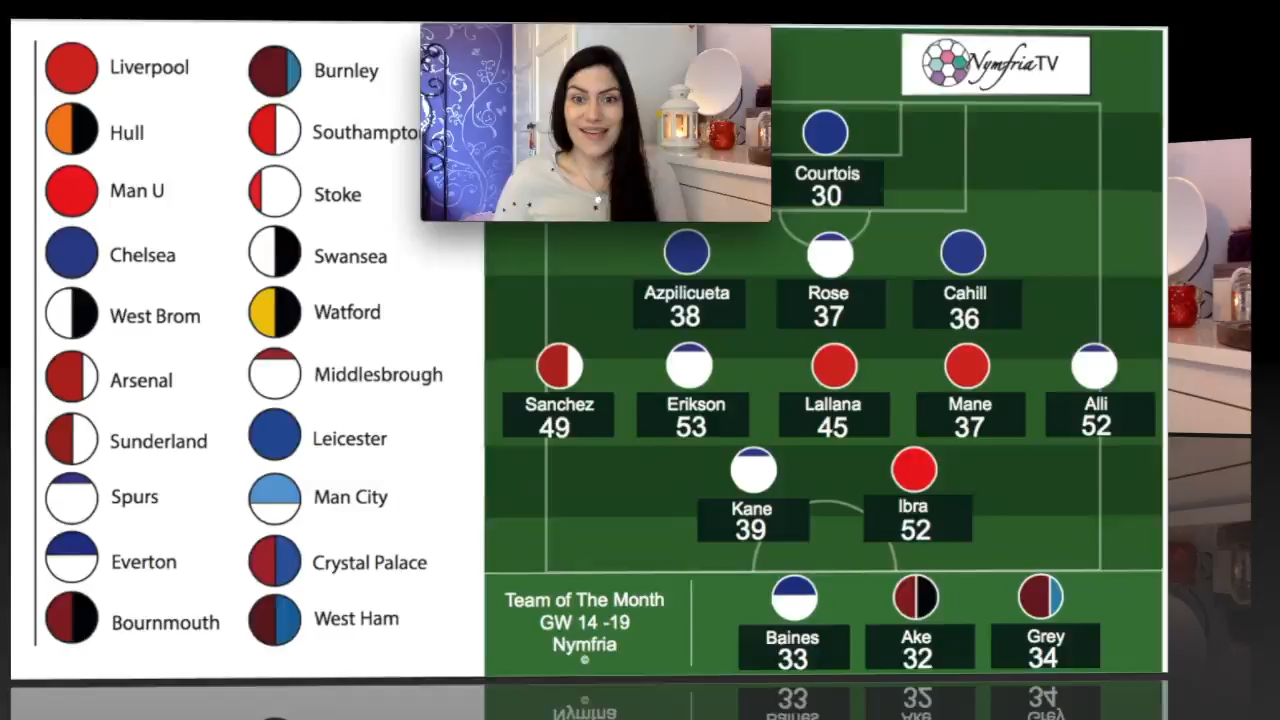 Liverpool
Hull
Man U
Chelsea
West Brom
Arsenal
Sunderland
Spurs
Everton
Bournmouth
Burnley
Southampto
Stoke
Swansea
Watford
Middlesbrough
Leicester
Man City
Crystal Palace
West Ham
NymfriaTV
Courtois
30
Azpilicueta
38
Rose
37
Cahill
36
Sanchez
49
Erikson
53
Lallana
45
Mane
37
Alli
52
Kane
39
Ibra
52
Team of The Month
GW 14 -19
Nymfria
©
Baines
33
Ake
32
Grey
34